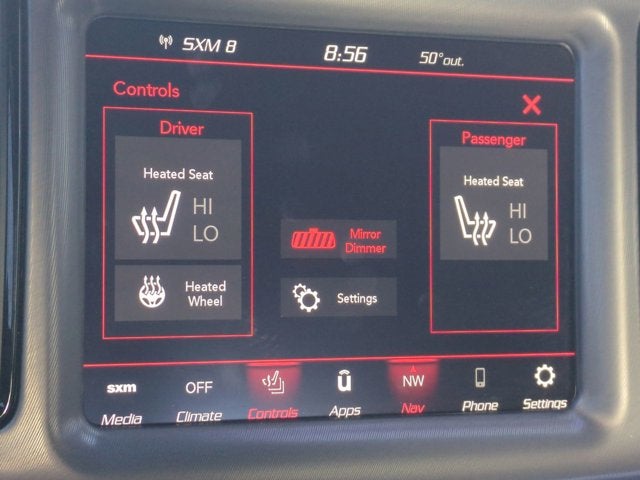 SXM 8 8:56 50° out.
Controls
Driver
Heated Seat
HI
LO
Heated
Wheel
Mirror
Dimmer
Settings
Passenger
Heated Seat
HI
LO
sxm OFF NW
Media Climate Controls Apps Nav Phone Settings